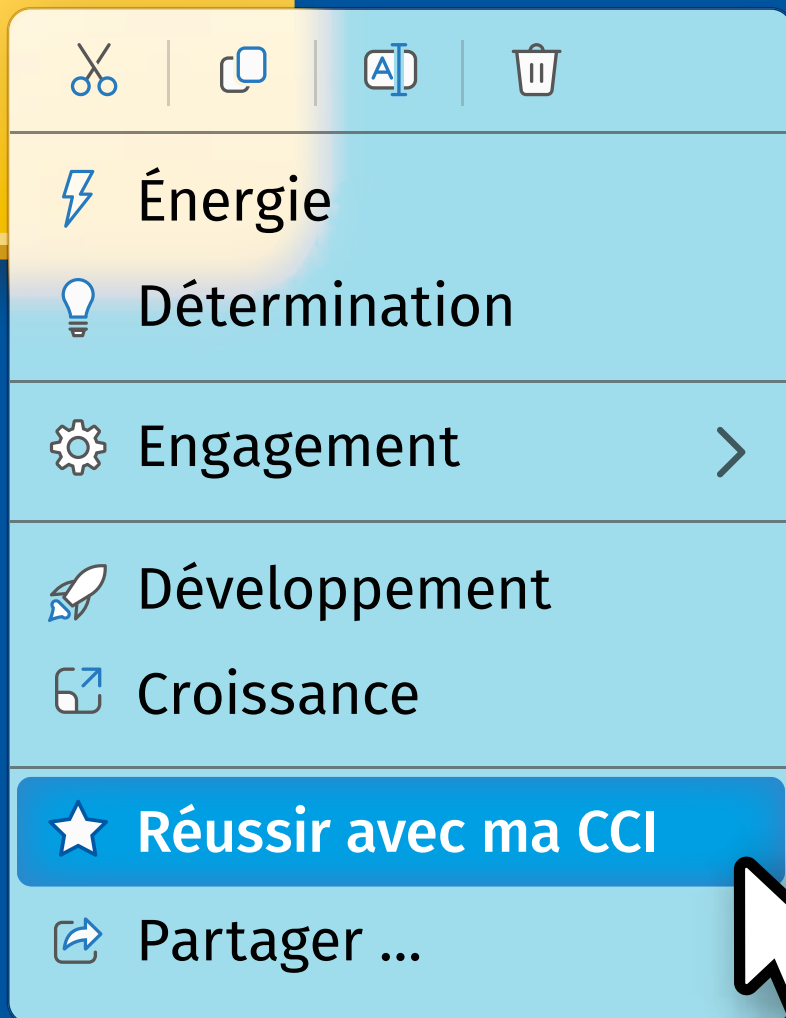 Énergie
Détermination
Engagement
Développement
Croissance
Réussir avec ma CCI
Partager ...